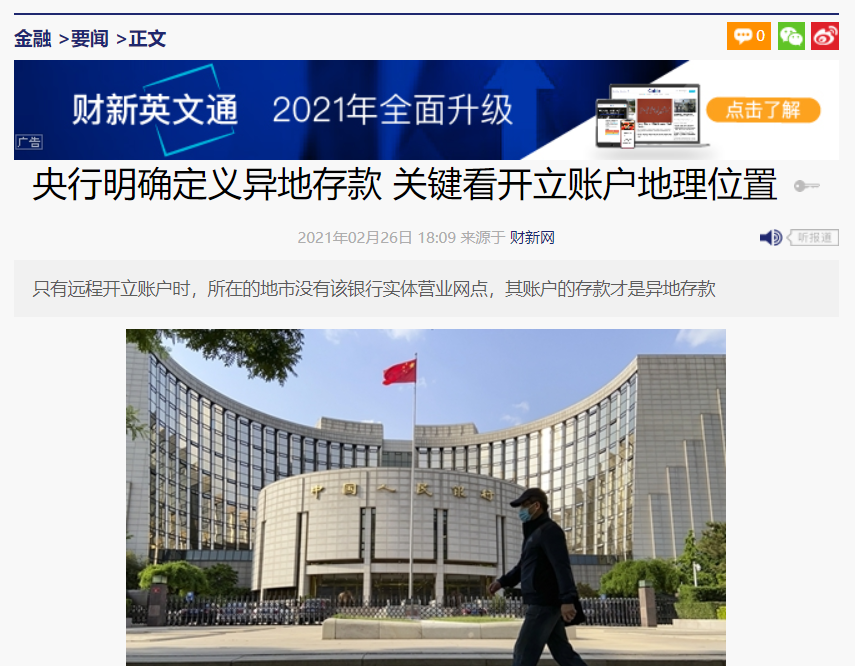 金融 >要闻 >正文
0
财新英文通 2021年全面升级
点击了解
广告
央行明确定义异地存款 关键看开立账户地理位置
2021年02月26日 18:09 来源于 财新网
听报道
只有远程开立账户时，所在的地市没有该银行实体营业网点，其账户的存款才是异地存款
中国人民银行